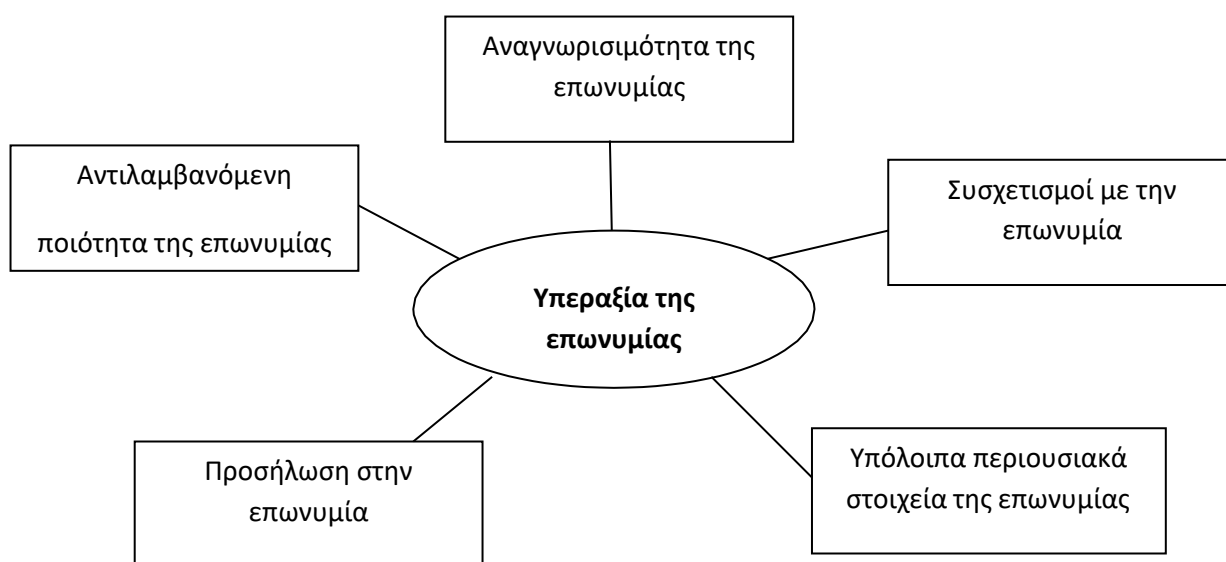 Αναγνωρισιμότητα της
επωνυμίας
Αντιλαμβανόμενη
ποιότητα της επωνυμίας
Συσχετισμοί με την
επωνυμία
Υπεραξία της
επωνυμίας
Προσήλωση στην
επωνυμία
Υπόλοιπα περιουσιακά
στοιχεία της επωνυμίας